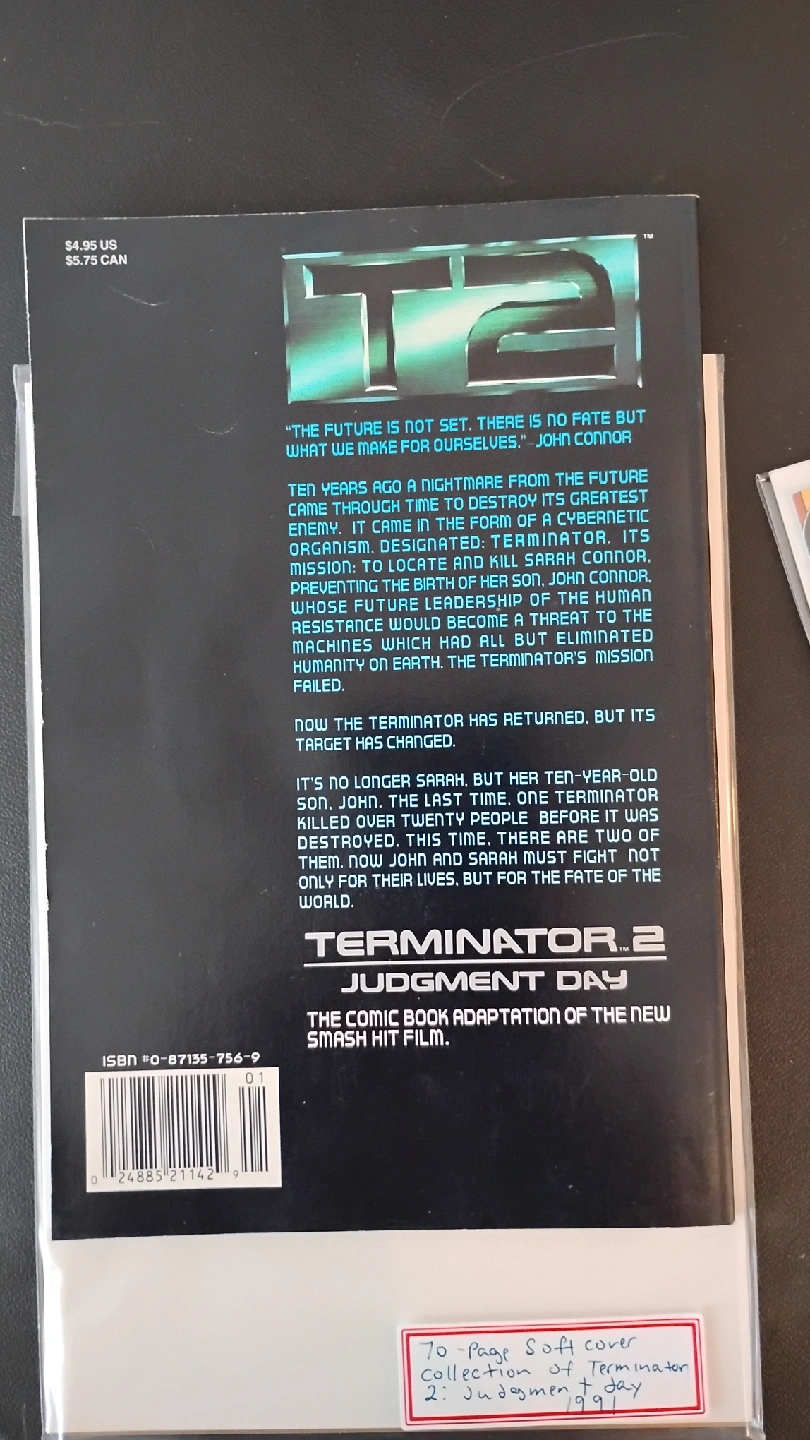 $4.95 US
$5.75 CAN
T2™
"THE FUTURE IS NOT SET. THERE IS NO FATE BUT
WHAT WE MAKE FOR OURSELVES." - JOHN CONNOR
TEN YEARS AGO A NIGHTMARE FROM THE FUTURE
CAME THROUGH TIME TO DESTROY ITS GREATEST
ENEMY. IT CAME IN THE FORM OF A CYBERNETIC
ORGANISM, DESIGNATED: TERMINATOR. ITS
MISSION: TO LOCATE AND KILL SARAH CONNOR,
PREVENTING THE BIRTH OF HER SON, JOHN CONNOR,
WHOSE FUTURE LEADERSHIP OF THE HUMAN
RESISTANCE WOULD BECOME A THREAT TO THE
MACHINES WHICH HAD ALL BUT ELIMINATED
HUMANITY ON EARTH. THE TERMINATOR'S MISSION
FAILED.
NOW THE TERMINATOR HAS RETURNED, BUT ITS
TARGET HAS CHANGED.
IT'S NO LONGER SARAH, BUT HER TEN-YEAR-OLD
SON, JOHN. THE LAST TIME, ONE TERMINATOR
KILLED OVER TWENTY PEOPLE BEFORE IT WAS
DESTROYED. THIS TIME, THERE ARE TWO OF
THEM. NOW JOHN AND SARAH MUST FIGHT NOT
ONLY FOR THEIR LIVES, BUT FOR THE FATE OF THE
WORLD.
TERMINATOR™ 2
JUDGMENT DAY
THE COMIC BOOK ADAPTATION OF THE NEW
SMASH HIT FILM.
ISBN #0-87135-756-9
01
0 24885 21142 9
70-Page Soft cover
collection of Terminator
2: Judgment day
1991